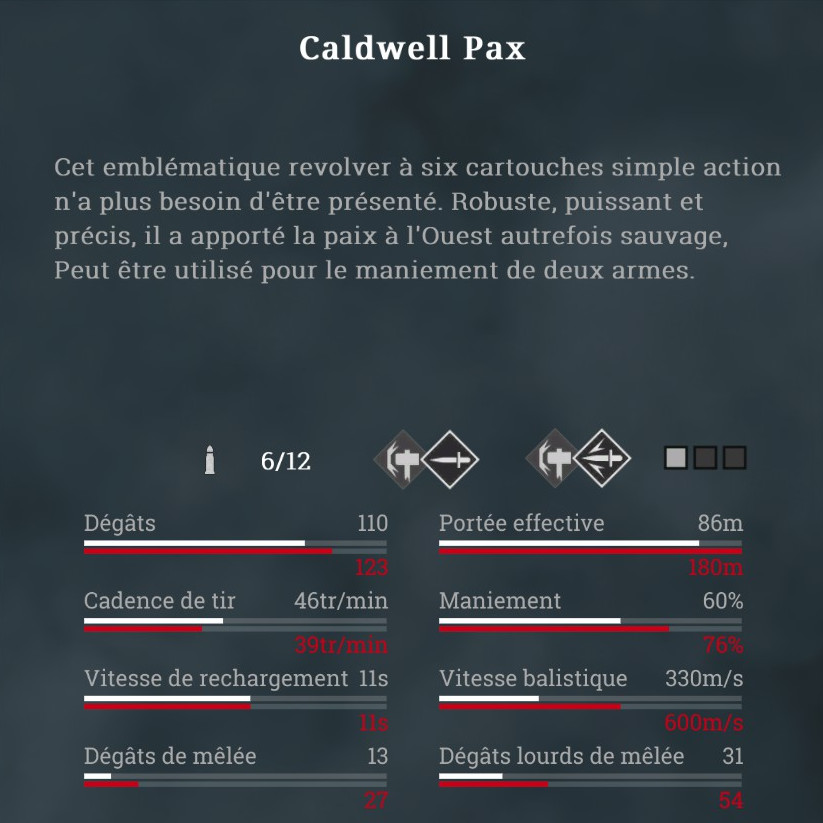 Caldwell Pax
Cet emblématique revolver à six cartouches simple action
n'a plus besoin d'être présenté. Robuste, puissant et
précis, il a apporté la paix à l'Ouest autrefois sauvage,
Peut être utilisé pour le maniement de deux armes.
6/12
Dégâts 110
123
Portée effective 86m
180m
Cadence de tir 46tr/min
39tr/min
Maniement 60%
76%
Vitesse de rechargement 11s
11s
Vitesse balistique 330m/s
600m/s
Dégâts de mêlée 13
27
Dégâts lourds de mêlée 31
54